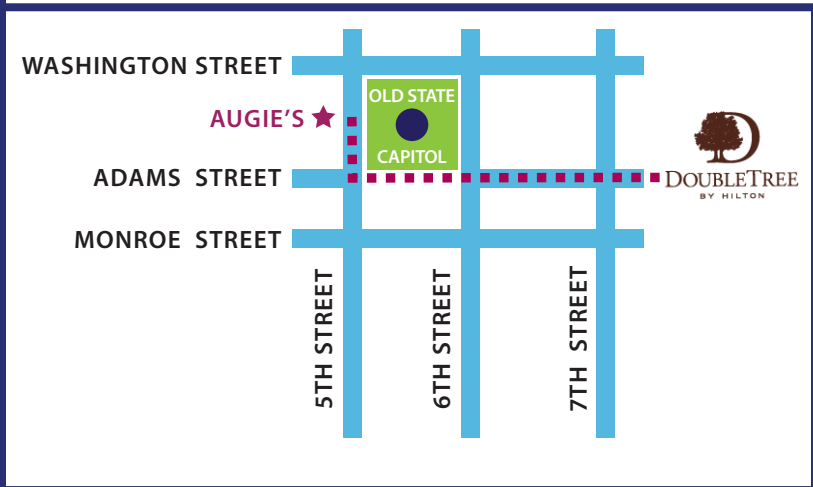 WASHINGTON STREET
OLD STATE
AUGIE'S
CAPITOL
ADAMS STREET
DOUBLETREE
BY HILTON
MONROE STREET
5TH STREET
6TH STREET
7TH STREET